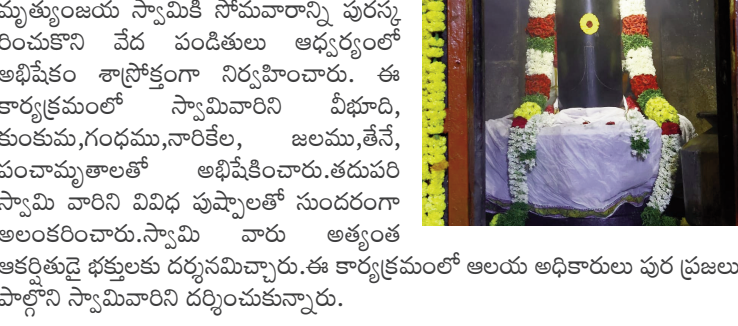 మృత్యుంజయ స్వామికి సోమవారాన్ని పురస్క
రించుకొని వేద పండితులు ఆధ్వర్యంలో
అభిషేకం శాస్రోక్తంగా నిర్వహించారు. ఈ
కార్యక్రమంలో స్వామివారిని వీభూది,
కుంకుమ,గంధము,నారికేల, జలము,తేనే,
పంచామృతాలతో అభిషేకించారు.తదుపరి
స్వామి వారిని వివిధ పుష్పాలతో సుందరంగా
అలంకరించారు.స్వామి వారు అత్యంత
ఆకర్షితుడై భక్తులకు దర్శనమిచ్చారు.ఈ కార్యక్రమంలో ఆలయ అధికారులు పుర ప్రజలు
పాల్గొని స్వామివారిని దర్శించుకున్నారు.